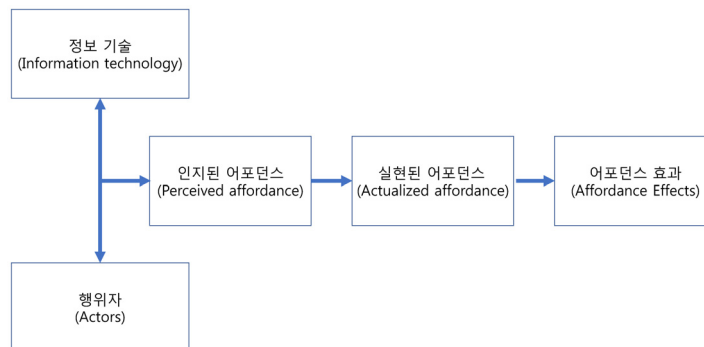 정보 기술
(Information technology)
인지된 어포던스
(Perceived affordance)
실현된 어포던스
(Actualized affordance)
어포던스 효과
(Affordance Effects)
행위자
(Actors)